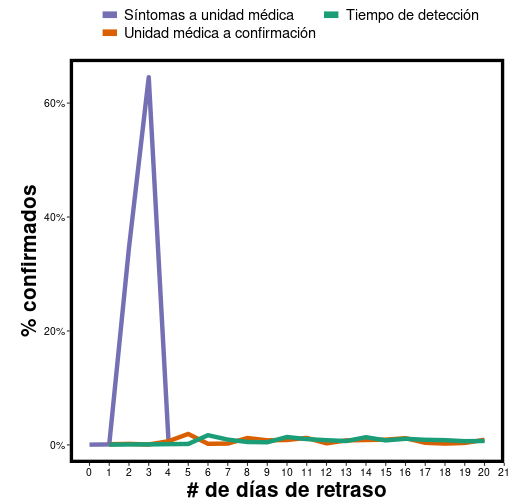 Síntomas a unidad médica
Tiempo de detección
Unidad médica a confirmación
60%
40%
20%
0%
% confirmados
0 1 2 3 4 5 6 7 8 9 10 11 12 13 14 15 16 17 18 19 20 21
# de días de retraso